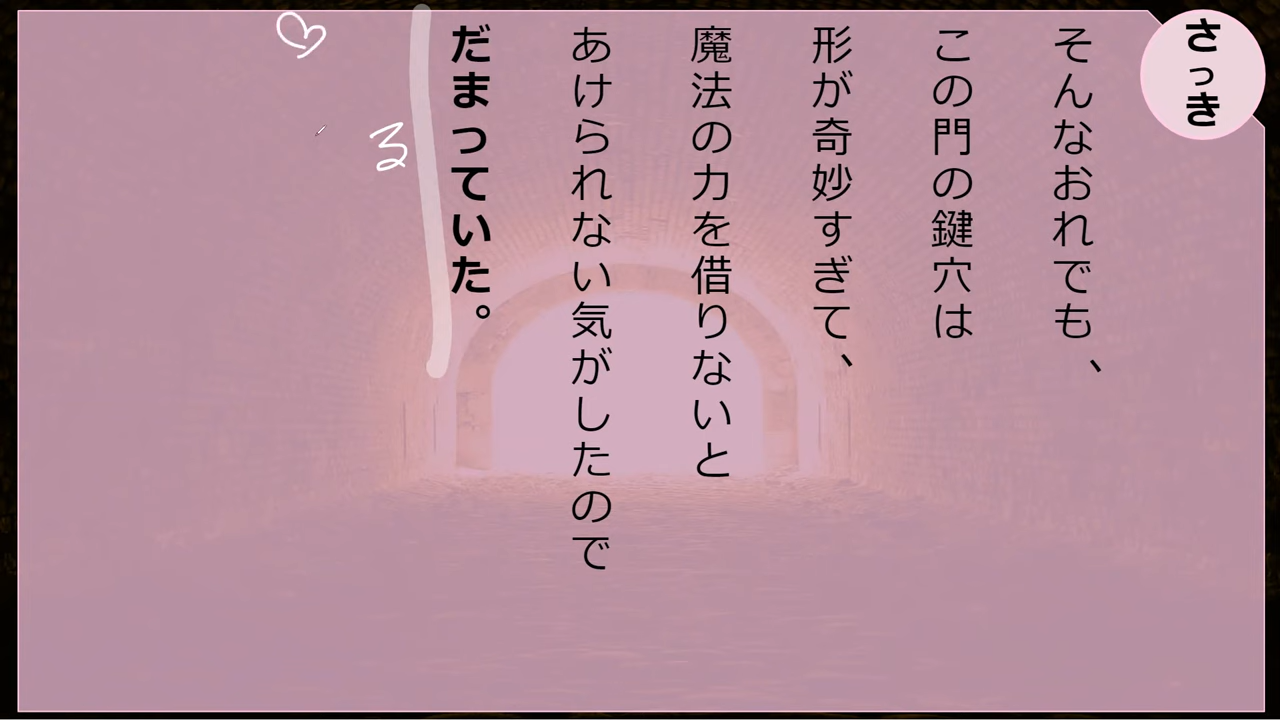 さっき
そんなおれでも、
この門の鍵穴は
形が奇妙すぎて、
魔法の力を借りないと
あけられない気がしたので
だまっていた。
る